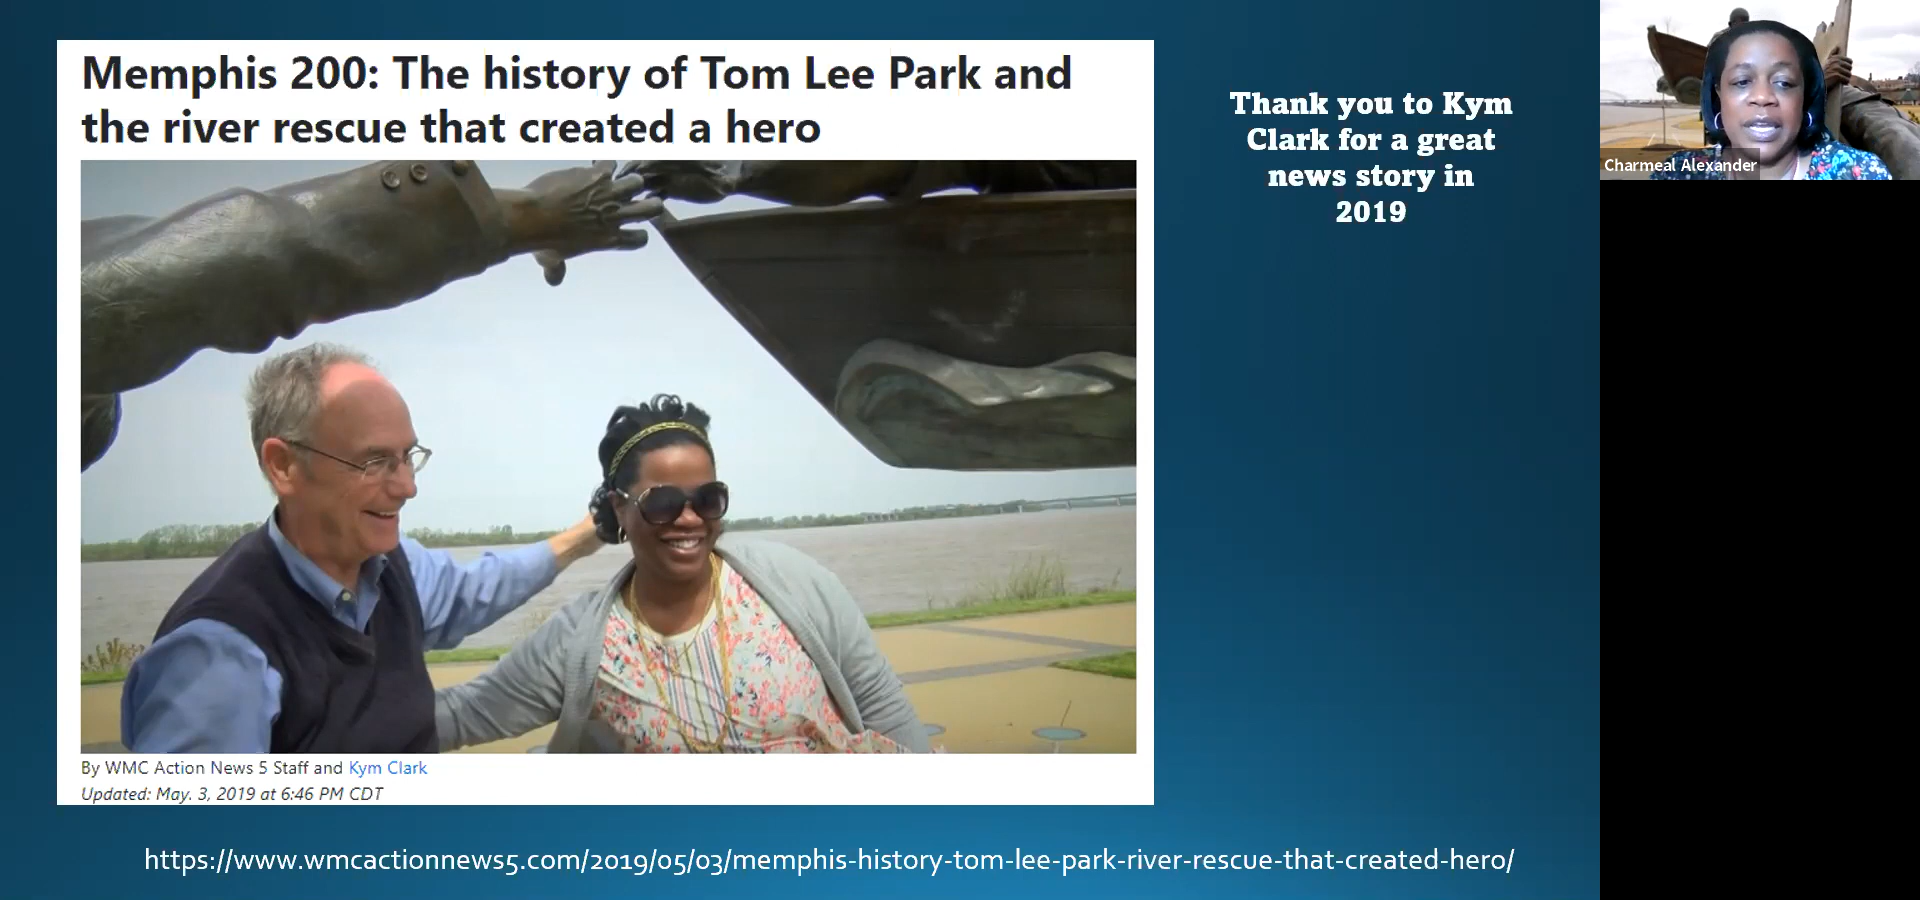 Memphis 200: The history of Tom Lee Park and
the river rescue that created a hero
By WMC Action News 5 Staff and Kym Clark
Updated: May. 3, 2019 at 6:46 PM CDT
Thank you to Kym
Clark for a great
news story in
2019
https://www.wmcactionnews5.com/2019/05/03/memphis-history-tom-lee-park-river-rescue-that-created-hero/
Charmeal Alexander